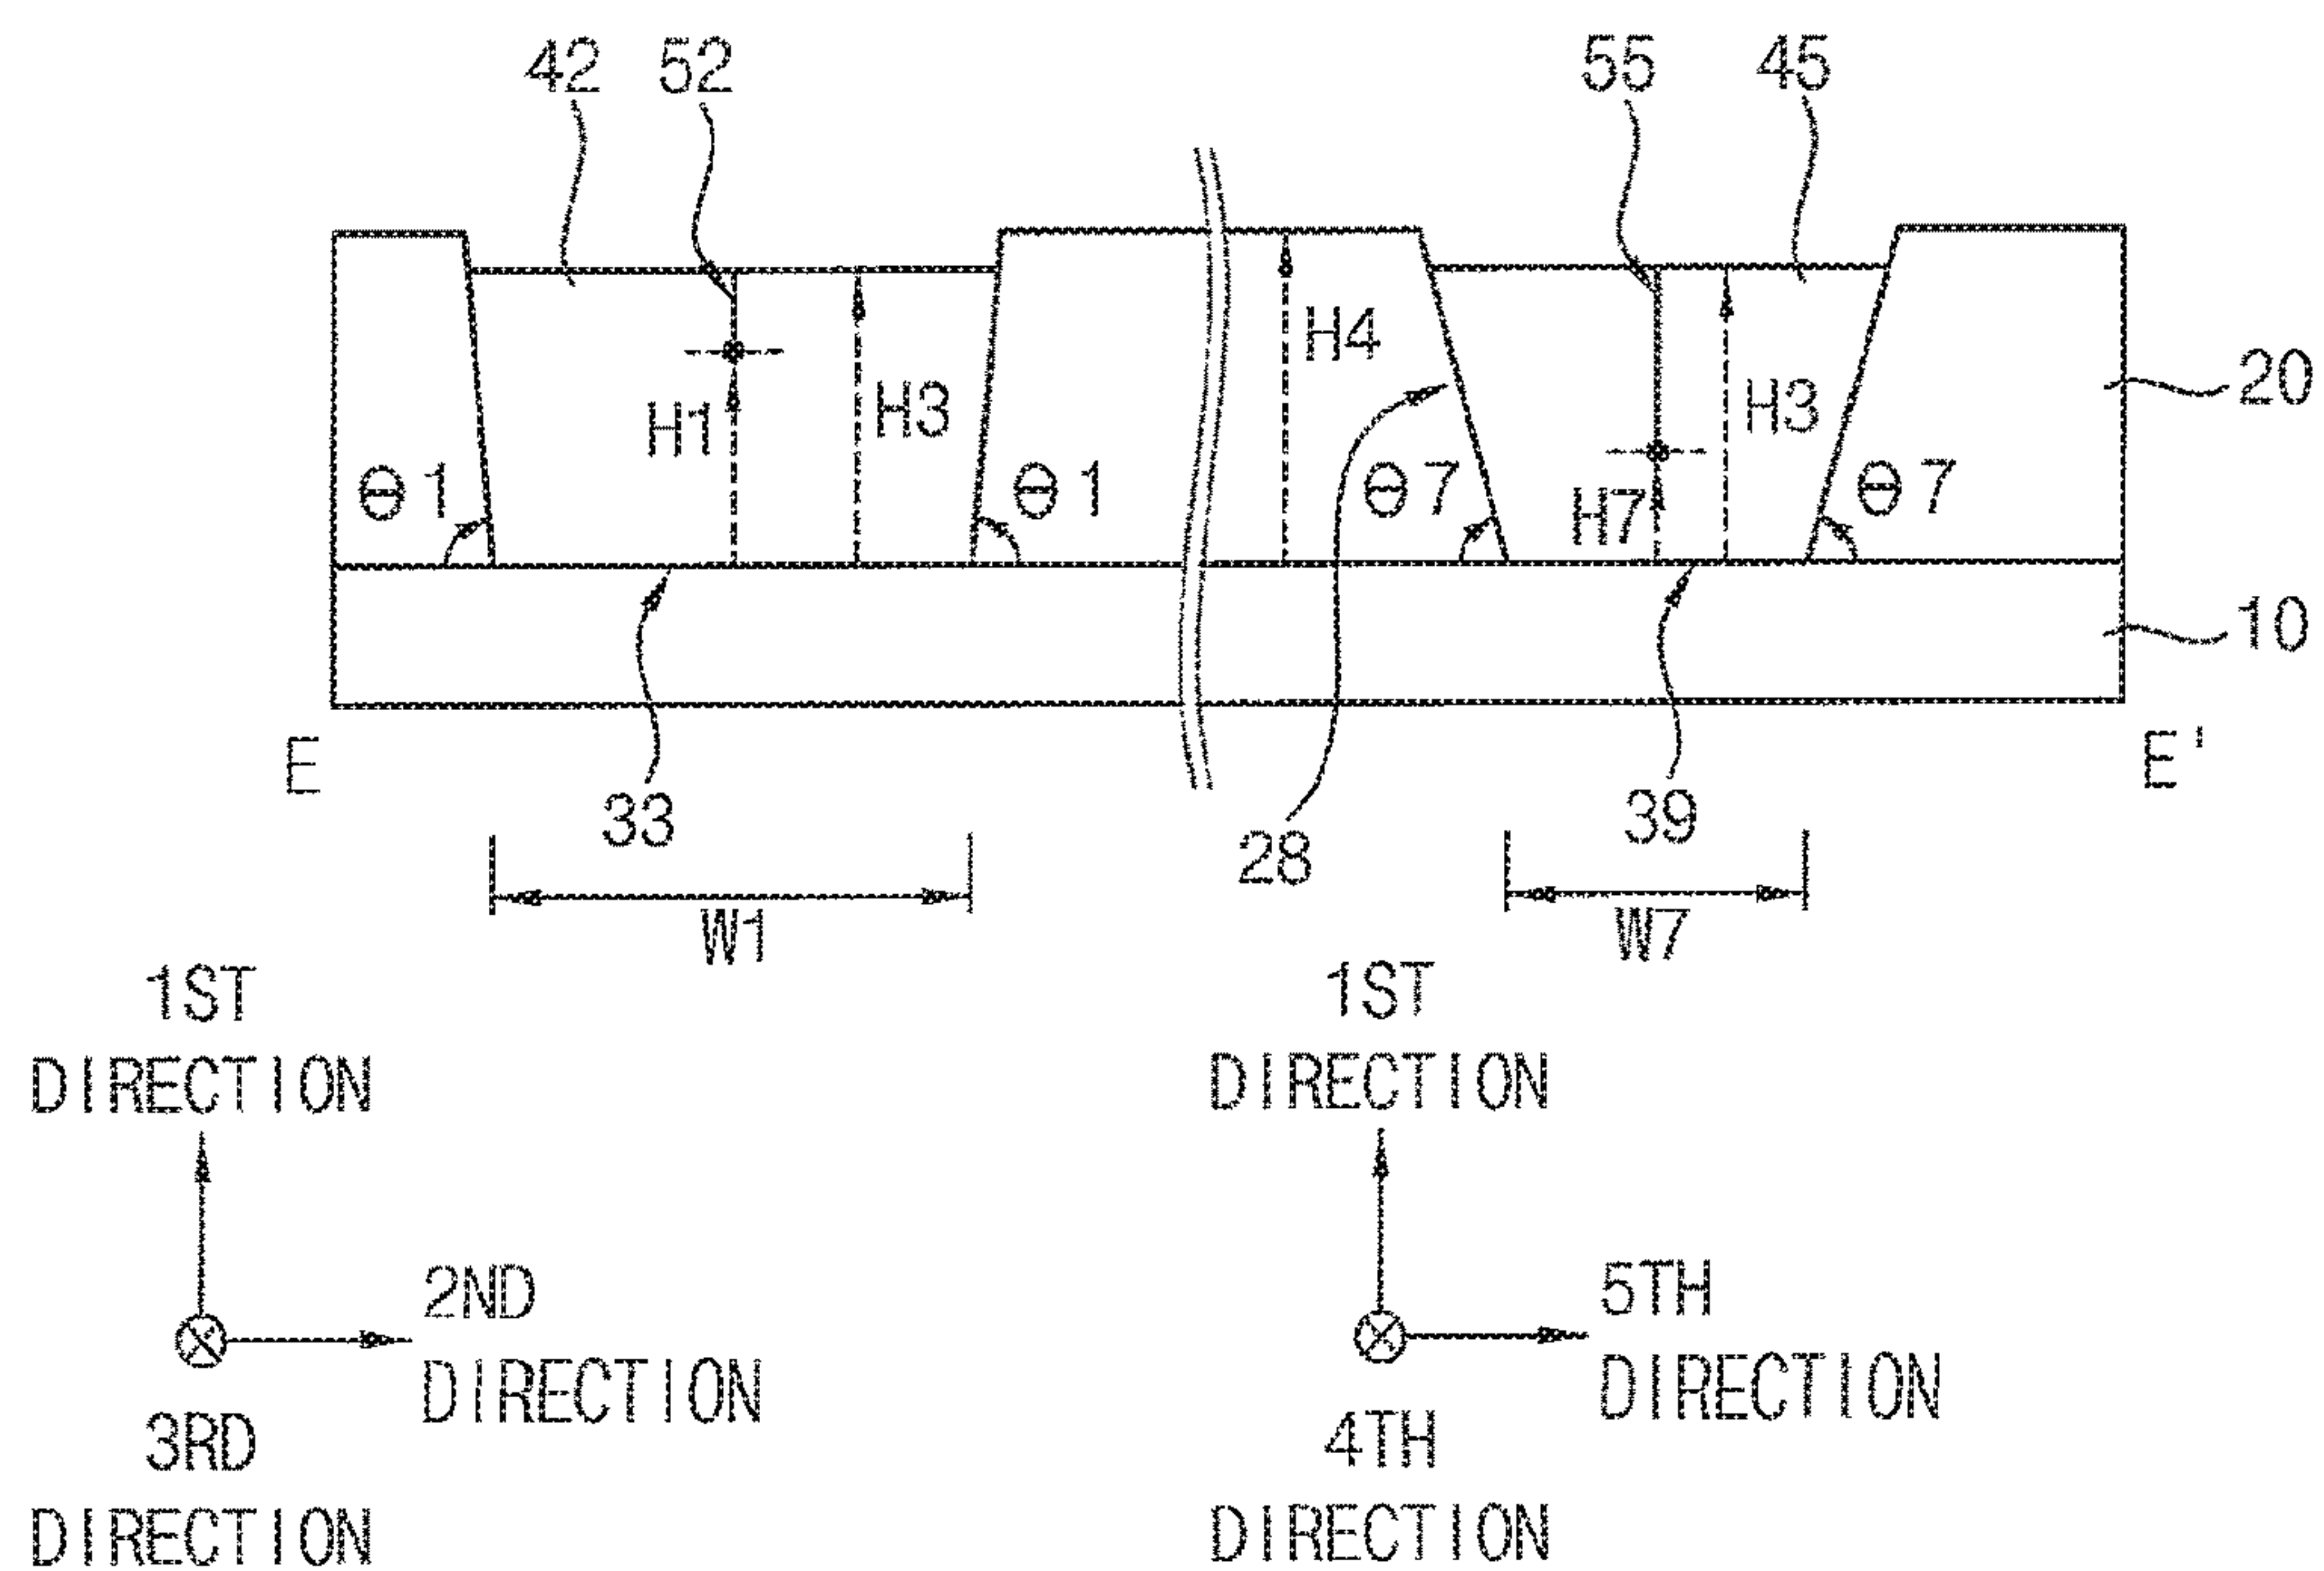 42 52 55 45
H4
20
H1 H3 H3
θ1 θ1 θ7 H7 θ7
10
E E'
33 28 39
W1 W7
1ST DIRECTION
2ND DIRECTION
3RD DIRECTION
1ST DIRECTION
5TH DIRECTION
4TH DIRECTION